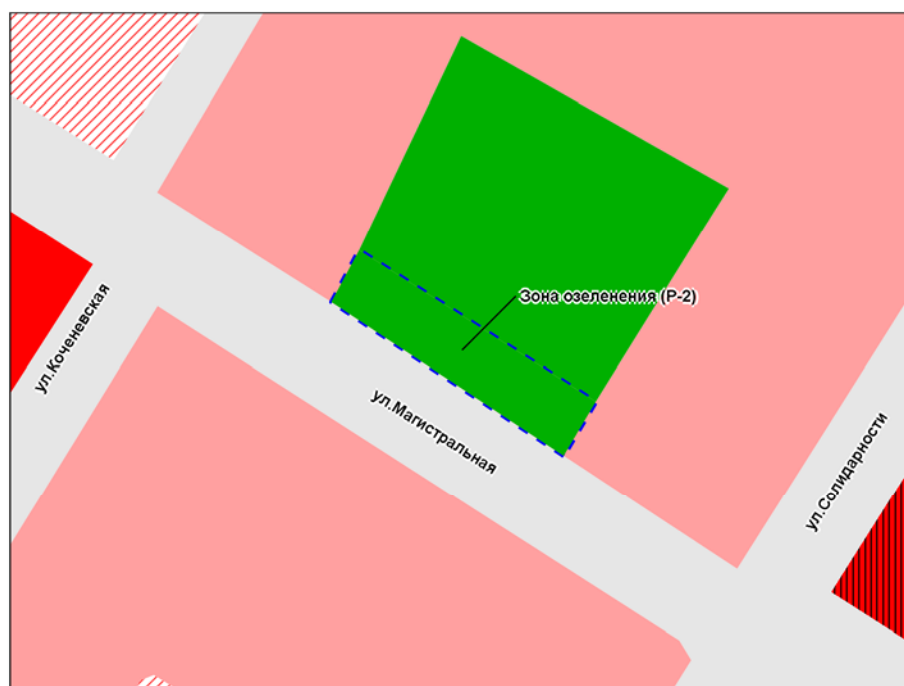 Зона озеленения (Р-2)
ул.Коченевская
ул.Магистральная
ул.Солидарности